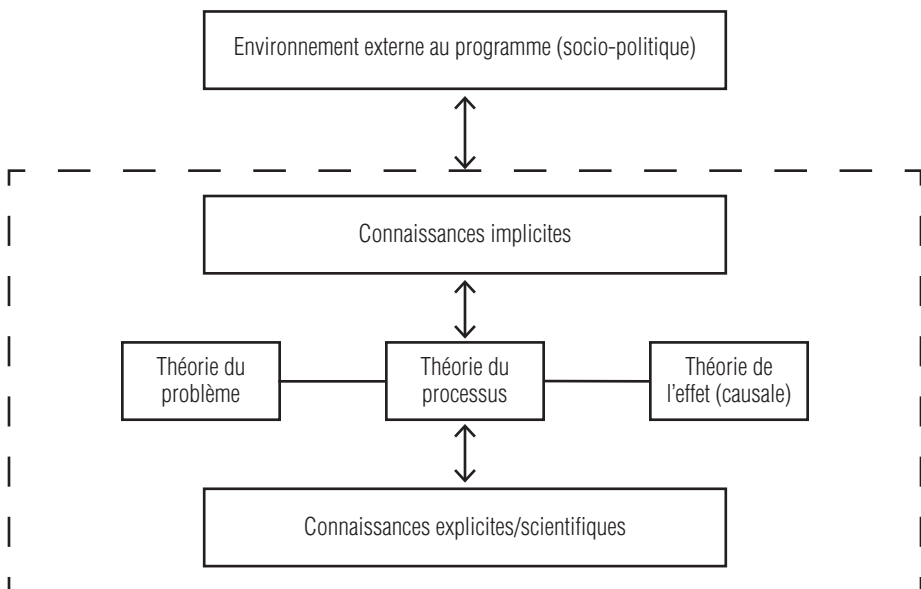 Environnement externe au programme (socio-politique)
Connaissances implicites
Théorie du
problème
Théorie du
processus
Théorie de
l'effet (causale)
Connaissances explicites/scientifiques